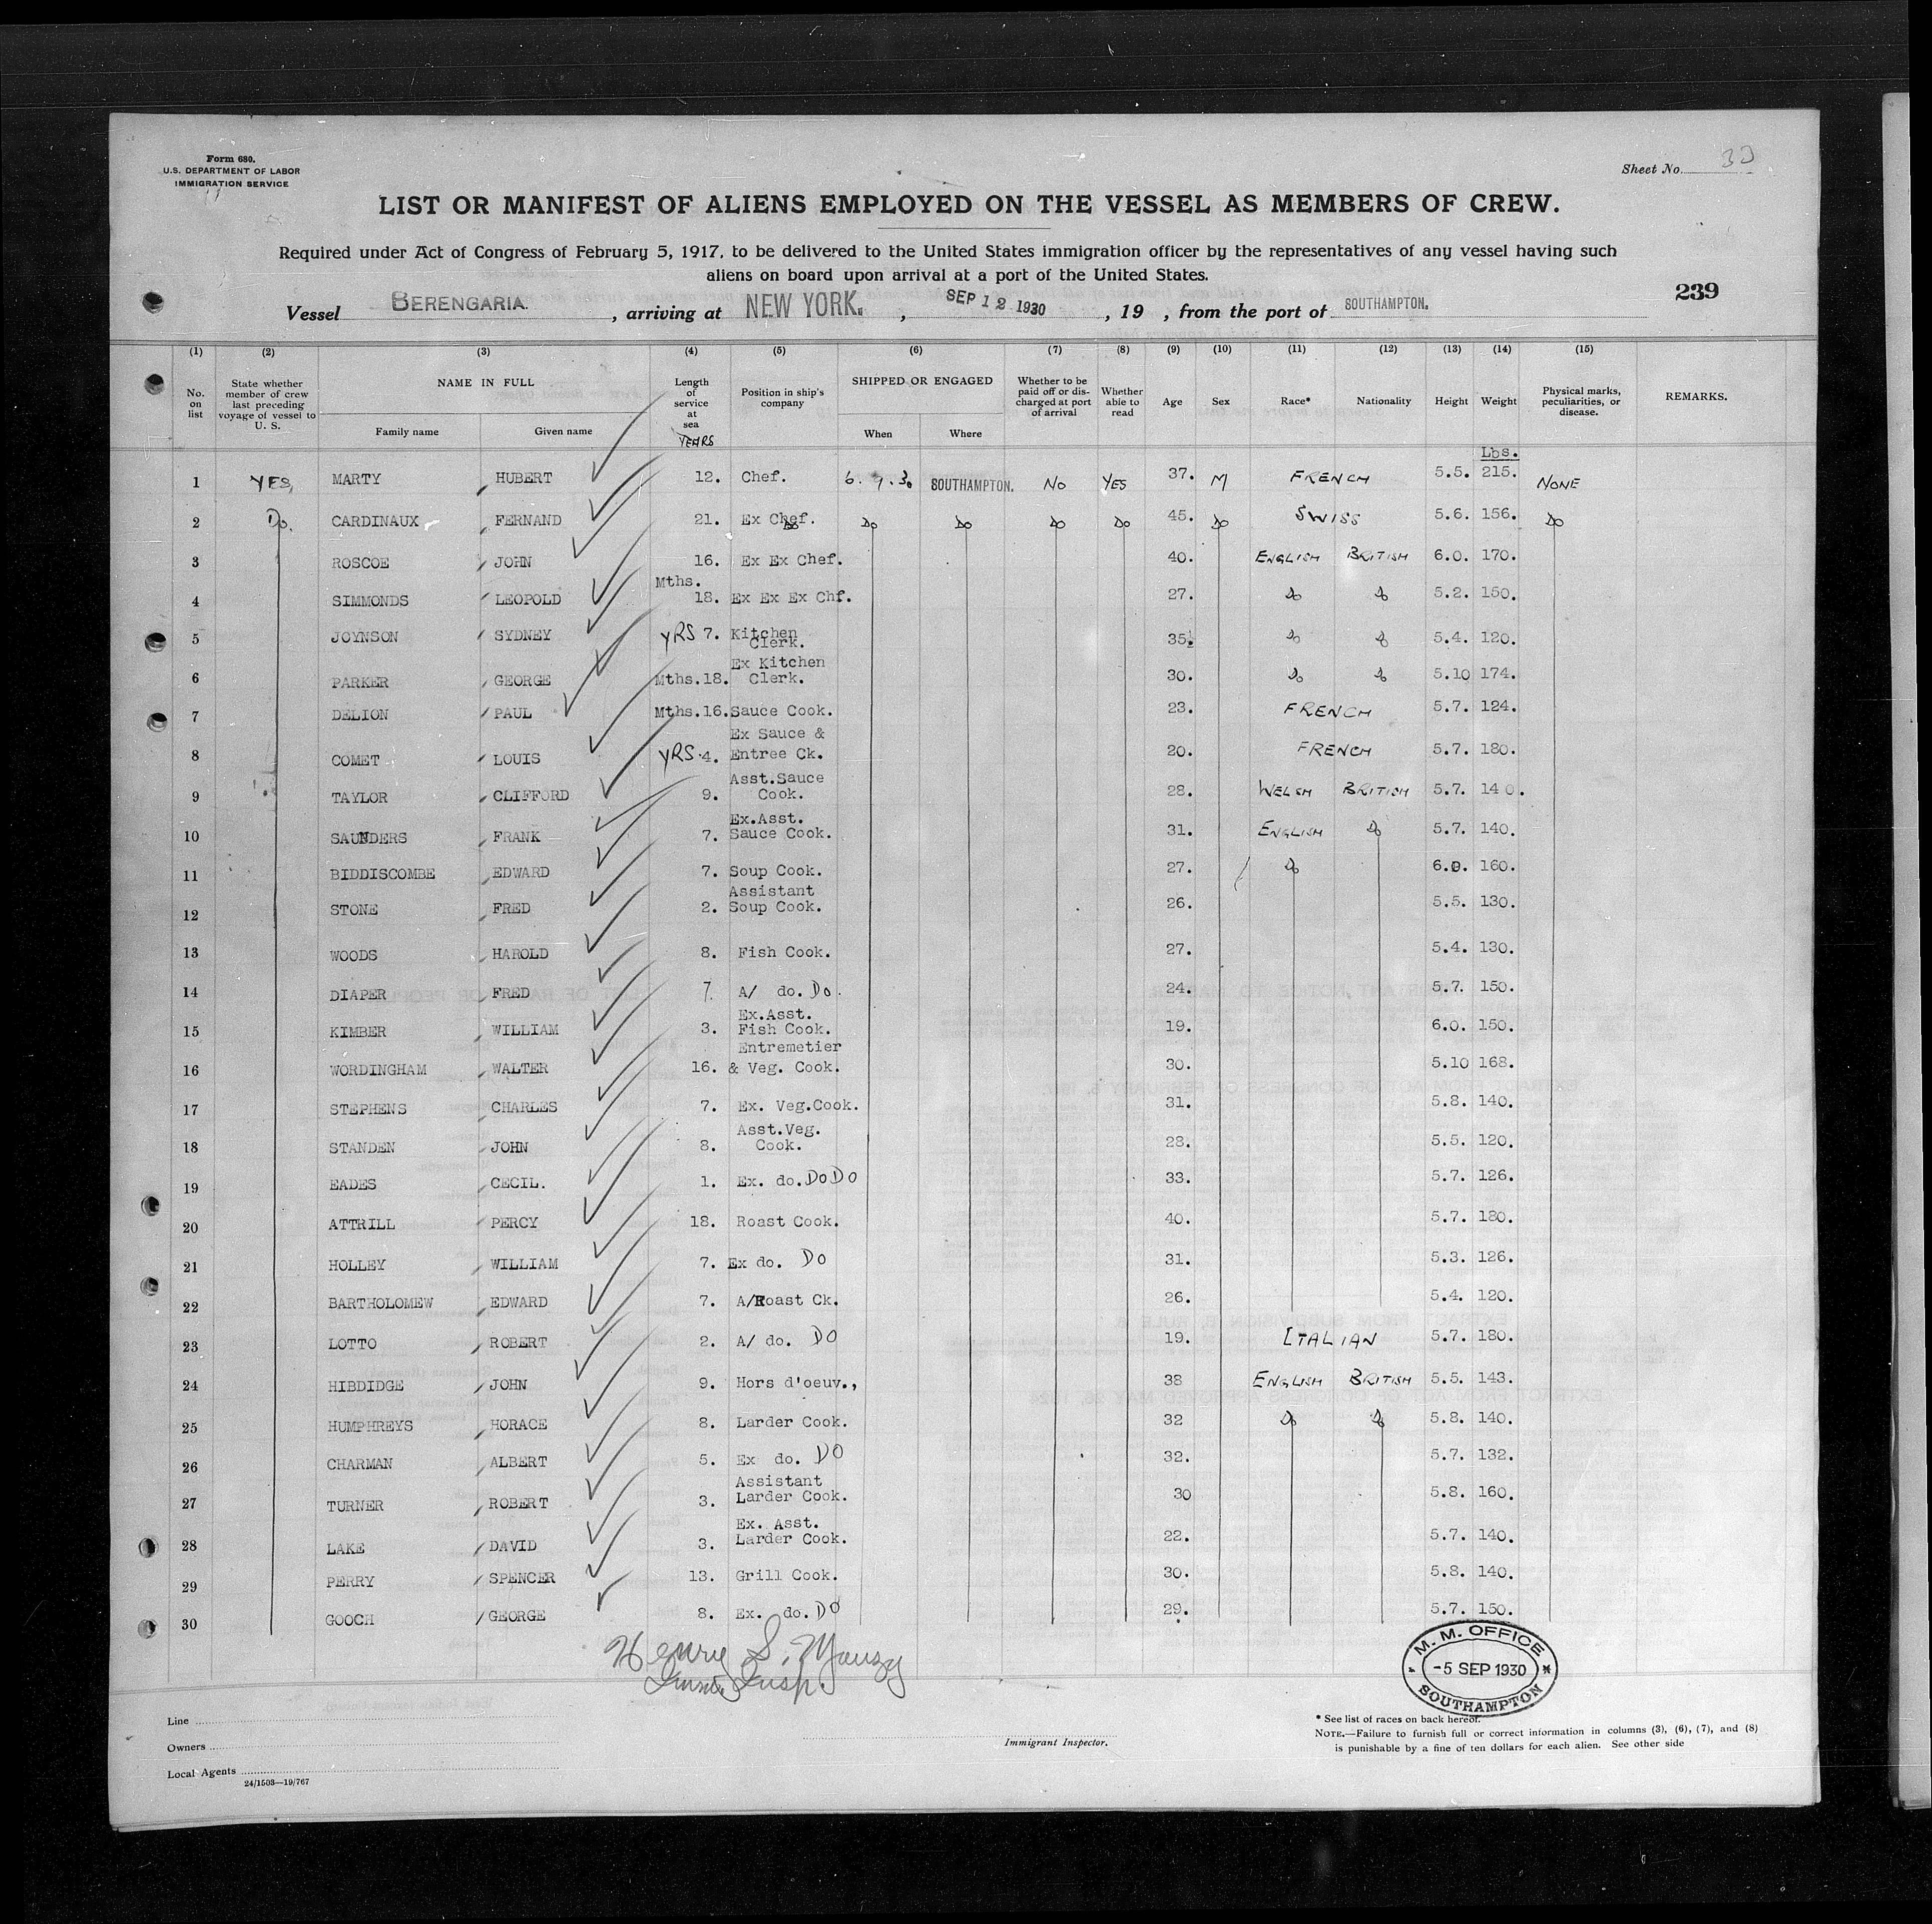 Form 680.
U.S. DEPARTMENT OF LABOR
IMMIGRATION SERVICE
Sheet No.
LIST OR MANIFEST OF ALIENS EMPLOYED ON THE VESSEL AS MEMBERS OF CREW.
Required under Act of Congress of February 5, 1917, to be delivered to the United States immigration officer by the representatives of any vessel having such
aliens on board upon arrival at a port of the United States.
239
Vessel BERENGARIA. , arriving at NEW YORK. , SEP 12 1930 , 19 , from the port of SOUTHAMPTON.
(1) (2) (3) (4) (5) (6) (7) (8) (9) (10) (11) (12) (13) (14) (15)
No. on list State whether member of crew last preceding voyage of vessel to U. S. NAME IN FULL Length of service at sea YEARS Position in ship's company SHIPPED OR ENGAGED Whether to be paid off or discharged at port of arrival Whether able to read Age Sex Race* Nationality Height Weight Physical marks, peculiarities, or disease. REMARKS.
Family name Given name When Where
Lbs.
1 YES, MARTY HUBERT 12. Chef. 6.9.30 SOUTHAMPTON. NO YES 37. M FRENCH 5.5. 215. NONE
2 Do. CARDINAUX FERNAND 21. Ex Chef. Do Do Do Do 45. Do SWISS 5.6. 156. Do
3 ROSCOE JOHN 16. Ex Ex Chef. 40. ENGLISH BRITISH 6.0. 170.
4 SIMMONDS LEOPOLD Mths. 18. Ex Ex Ex Chf. 27. Do Do 5.2. 150.
5 JOYNSON SYDNEY YRS 7. Kitchen Clerk. 35. Do Do 5.4. 120.
6 PARKER GEORGE Mths.18. Ex Kitchen Clerk. 30. Do Do 5.10 174.
7 DELION PAUL Mths.16. Sauce Cook. 23. FRENCH 5.7. 124.
8 COMET LOUIS YRS.4. Ex Sauce & Entree Ck. 20. FRENCH 5.7. 180.
9 TAYLOR CLIFFORD 9. Asst.Sauce Cook. 28. WELSH BRITISH 5.7. 140.
10 SAUNDERS FRANK 7. Ex.Asst. Sauce Cook. 31. ENGLISH Do 5.7. 140.
11 BIDDISCOMBE EDWARD 7. Soup Cook. 27. Do 6.0. 160.
12 STONE FRED 2. Assistant Soup Cook. 26. 5.5. 130.
13 WOODS HAROLD 8. Fish Cook. 27. 5.4. 130.
14 DIAPER FRED 7. A/ do. Do. 24. 5.7. 150.
15 KIMBER WILLIAM 3. Ex.Asst. Fish Cook. 19. 6.0. 150.
16 WORDINGHAM WALTER 16. Entremetier & Veg. Cook. 30. 5.10 168.
17 STEPHENS CHARLES 7. Ex. Veg.Cook. 31. 5.8. 140.
18 STANDEN JOHN 8. Asst.Veg. Cook. 28. 5.5. 120.
19 EADES CECIL. 1. Ex. do. DODO 33. 5.7. 126.
20 ATTRILL PERCY 18. Roast Cook. 40. 5.7. 180.
21 HOLLEY WILLIAM 7. Ex do. DO 31. 5.3. 126.
22 BARTHOLOMEW EDWARD 7. A/Roast Ck. 26. 5.4. 120.
23 LOTTO ROBERT 2. A/ do. DO 19. ITALIAN 5.7. 180.
24 HIBDIDGE JOHN 9. Hors d'oeuv., 38 ENGLISH BRITISH 5.5. 143.
25 HUMPHREYS HORACE 8. Larder Cook. 32 Do Do 5.8. 140.
26 CHARMAN ALBERT 5. Ex do. DO 32. 5.7. 132.
27 TURNER ROBERT 3. Assistant Larder Cook. 30 5.8. 160.
28 LAKE DAVID 3. Ex. Asst. Larder Cook. 22. 5.7. 140.
29 PERRY SPENCER 13. Grill Cook. 30. 5.8. 140.
30 GOOCH GEORGE 8. Ex. do. DO 29. 5.7. 150.
Henry S.
Immig Insp.
M. M. OFFICE
-5 SEP 1930
SOUTHAMPTON
Line
Owners
Local Agents
24/1503—19/767
Immigrant Inspector.
* See list of races on back hereof.
NOTE.—Failure to furnish full or correct information in columns (3), (6), (7), and (8)
is punishable by a fine of ten dollars for each alien. See other side